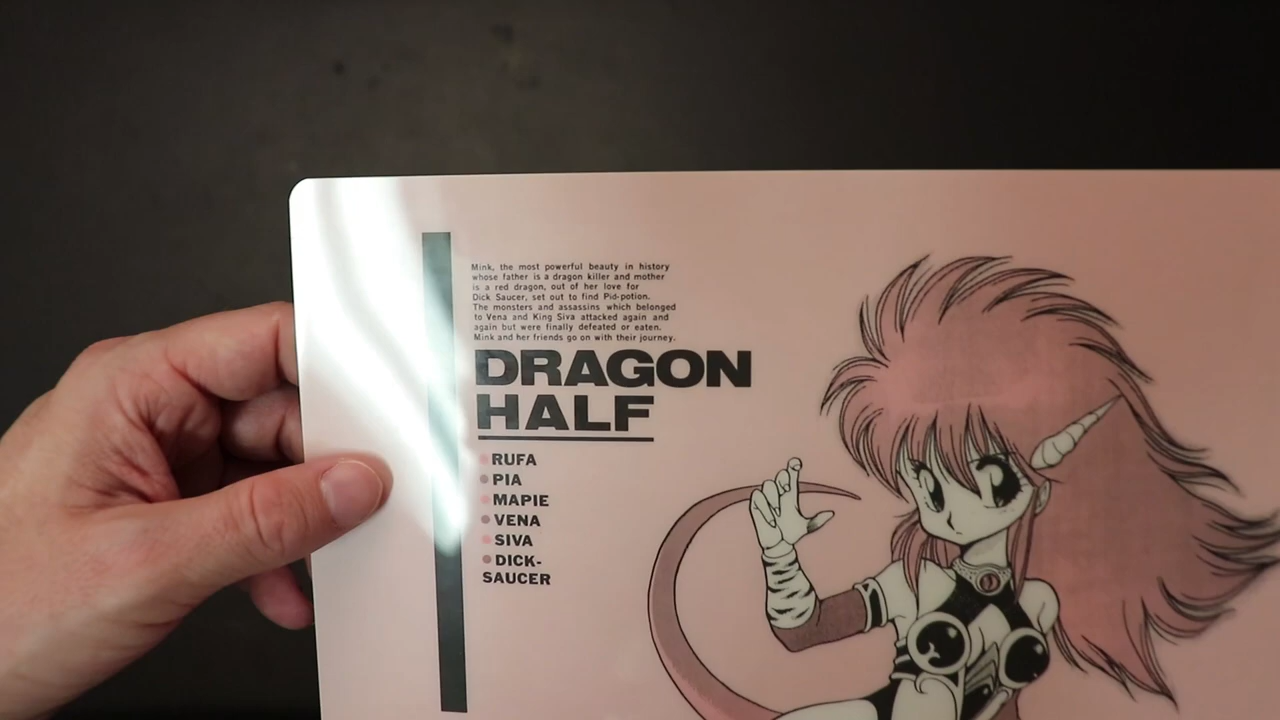 Mink, the most powerful beauty in history
whose father is a dragon killer and mother
is a red dragon, out of her love for
Dick Saucer, set out to find Pid-potion.
The monsters and assassins which belonged
to Vena and King Siva attacked again and
again but were finally defeated or eaten.
Mink and her friends go on with their journey.
DRAGON
HALF
RUFA
PIA
MAPIE
VENA
SIVA
DICK-
SAUCER